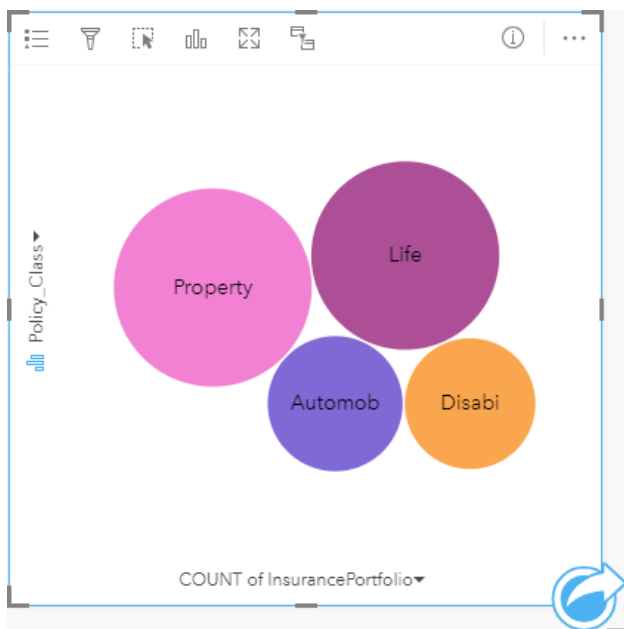 Policy_Class
Life
Property
Automob
Disabi
COUNT of InsurancePortfolio